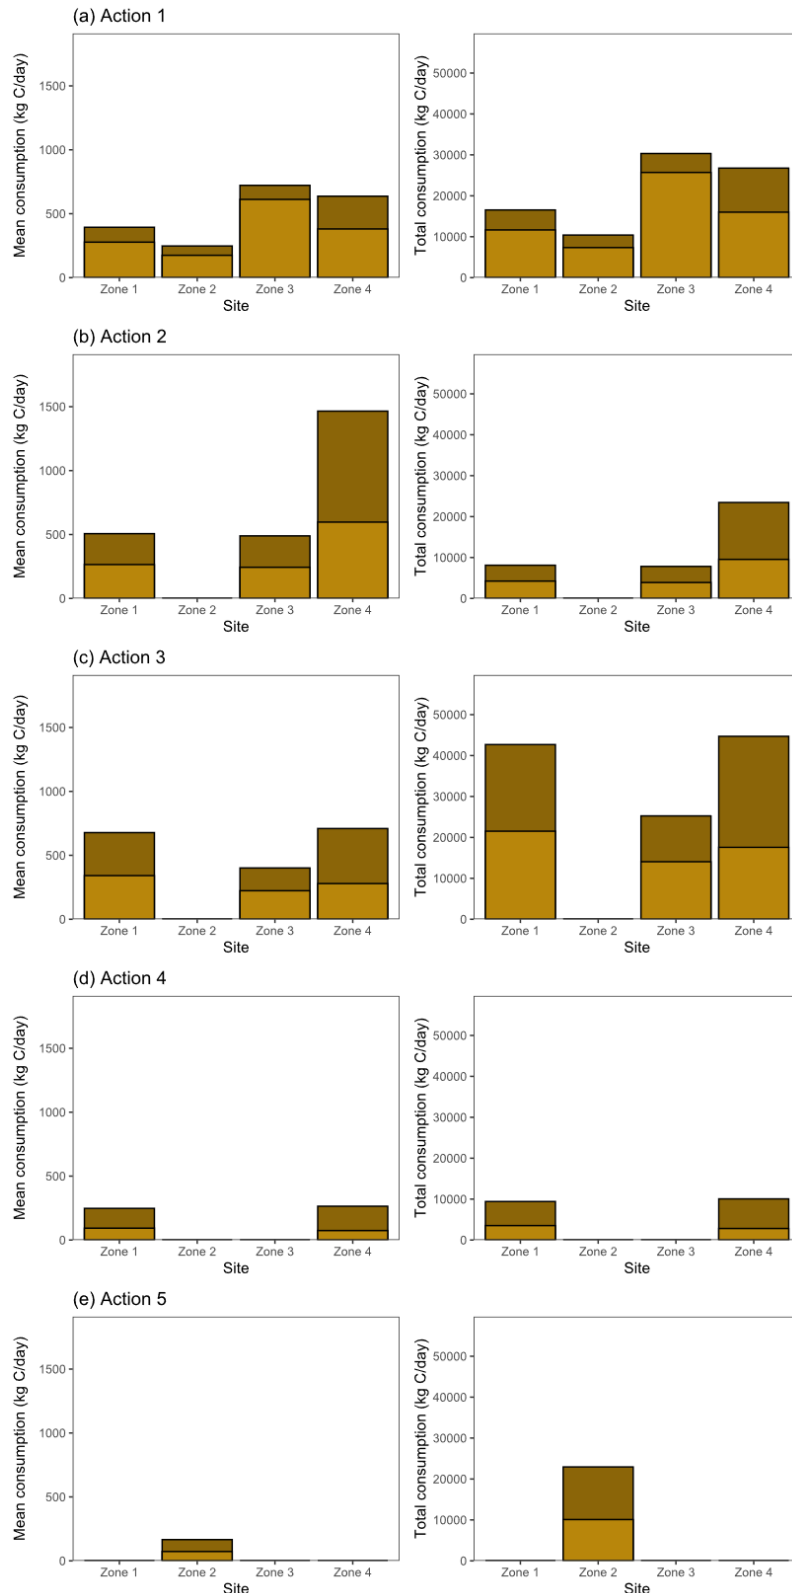 (a) Action 1
Mean consumption (kg C/day)
1500
1000
500
0
Zone 1 Zone 2 Zone 3 Zone 4
Site
Total consumption (kg C/day)
50000
40000
30000
20000
10000
0
Zone 1 Zone 2 Zone 3 Zone 4
Site
(b) Action 2
Mean consumption (kg C/day)
1500
1000
500
0
Zone 1 Zone 2 Zone 3 Zone 4
Site
Total consumption (kg C/day)
50000
40000
30000
20000
10000
0
Zone 1 Zone 2 Zone 3 Zone 4
Site
(c) Action 3
Mean consumption (kg C/day)
1500
1000
500
0
Zone 1 Zone 2 Zone 3 Zone 4
Site
Total consumption (kg C/day)
50000
40000
30000
20000
10000
0
Zone 1 Zone 2 Zone 3 Zone 4
Site
(d) Action 4
Mean consumption (kg C/day)
1500
1000
500
0
Zone 1 Zone 2 Zone 3 Zone 4
Site
Total consumption (kg C/day)
50000
40000
30000
20000
10000
0
Zone 1 Zone 2 Zone 3 Zone 4
Site
(e) Action 5
Mean consumption (kg C/day)
1500
1000
500
0
Zone 1 Zone 2 Zone 3 Zone 4
Site
Total consumption (kg C/day)
50000
40000
30000
20000
10000
0
Zone 1 Zone 2 Zone 3 Zone 4
Site